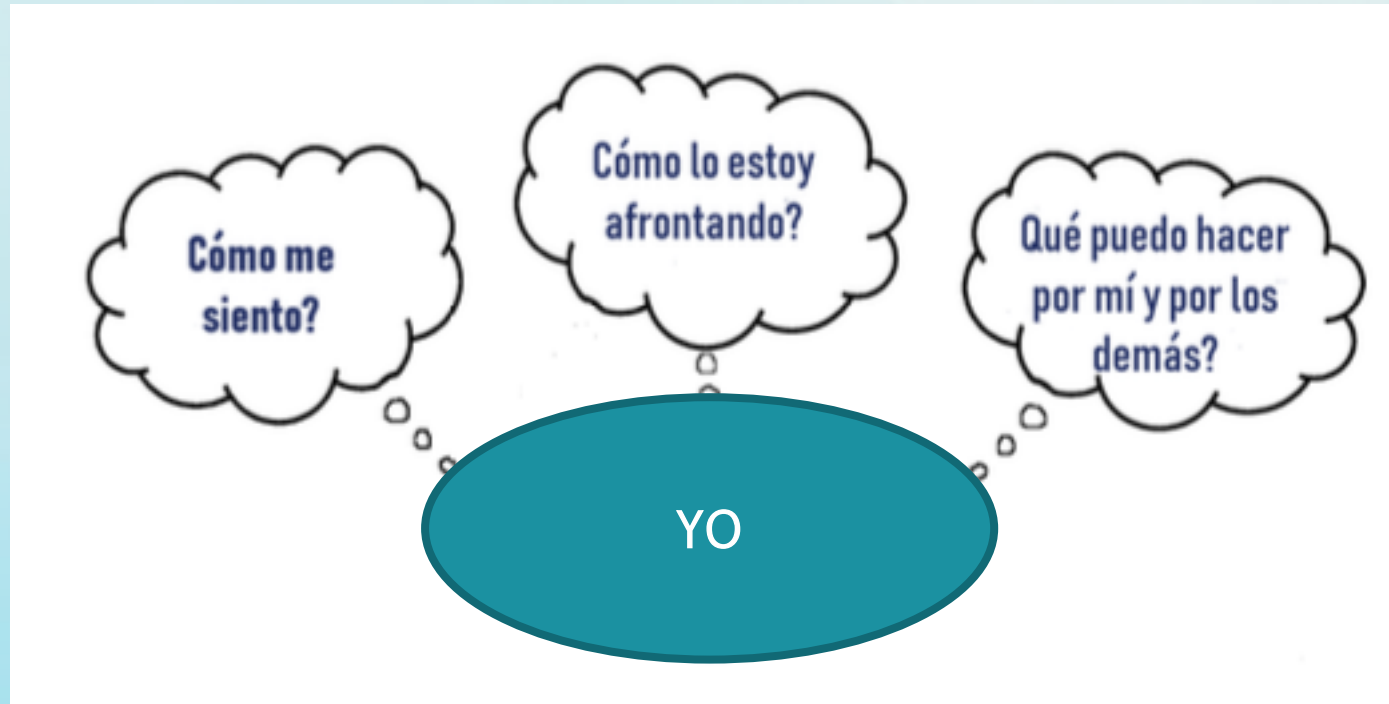 Cómo me
siento?
Cómo lo estoy
afrontando?
Qué puedo hacer
por mí y por los
demás?
YO